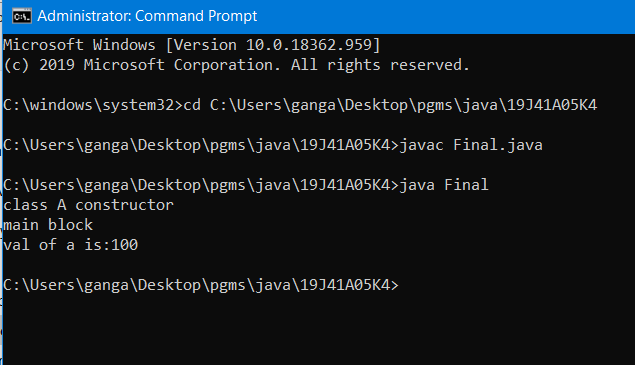 Administrator: Command Prompt
Microsoft Windows [Version 10.0.18362.959]
(c) 2019 Microsoft Corporation. All rights reserved.
C:\windows\system32>cd C:\Users\ganga\Desktop\pgms\java\19J41A05K4
C:\Users\ganga\Desktop\pgms\java\19J41A05K4>javac Final.java
C:\Users\ganga\Desktop\pgms\java\19J41A05K4>java Final
class A constructor
main block
val of a is:100
C:\Users\ganga\Desktop\pgms\java\19J41A05K4>